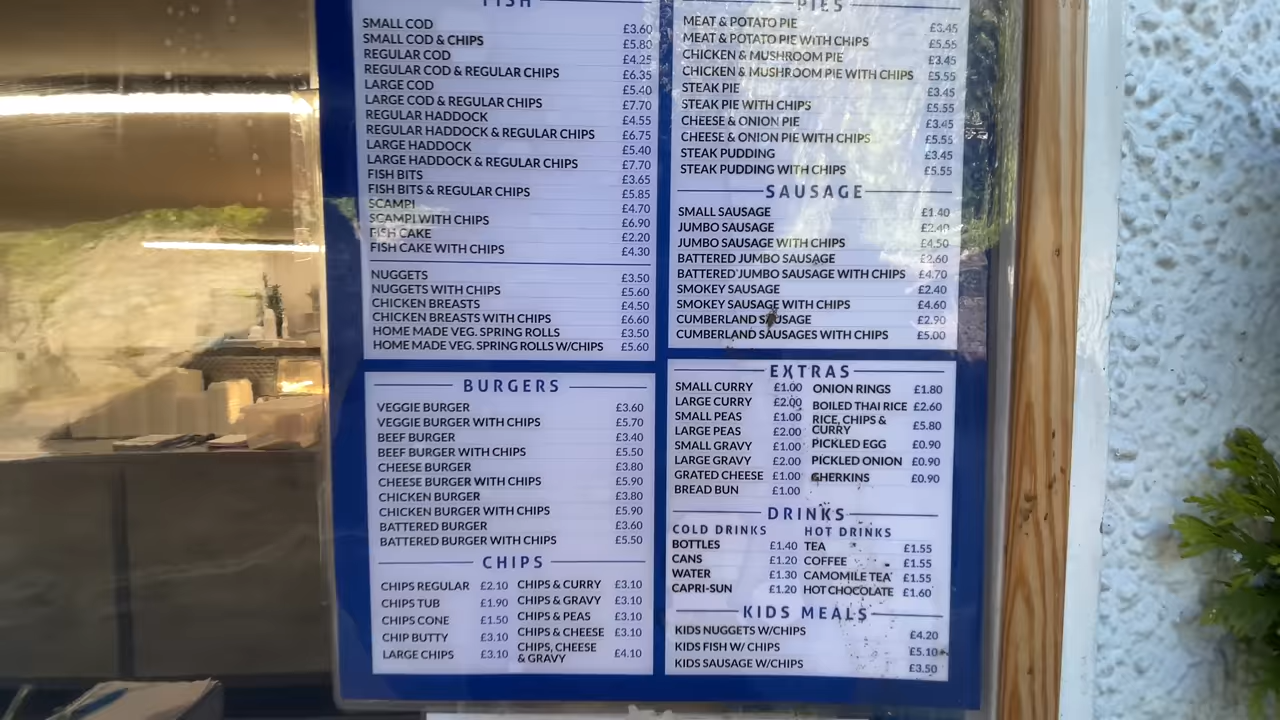 FISH
SMALL COD £3.60
SMALL COD & CHIPS £5.80
REGULAR COD £4.25
REGULAR COD & REGULAR CHIPS £6.35
LARGE COD £5.40
LARGE COD & REGULAR CHIPS £7.70
REGULAR HADDOCK £4.55
REGULAR HADDOCK & REGULAR CHIPS £6.75
LARGE HADDOCK £5.40
LARGE HADDOCK & REGULAR CHIPS £7.70
FISH BITS £3.65
FISH BITS & REGULAR CHIPS £5.85
SCAMPI £4.70
SCAMPI WITH CHIPS £6.90
FISH CAKE £2.20
FISH CAKE WITH CHIPS £4.30
NUGGETS £3.50
NUGGETS WITH CHIPS £5.60
CHICKEN BREASTS £4.50
CHICKEN BREASTS WITH CHIPS £6.60
HOME MADE VEG. SPRING ROLLS £3.50
HOME MADE VEG. SPRING ROLLS W/CHIPS £5.60
BURGERS
VEGGIE BURGER £3.60
VEGGIE BURGER WITH CHIPS £5.70
BEEF BURGER £3.40
BEEF BURGER WITH CHIPS £5.50
CHEESE BURGER £3.80
CHEESE BURGER WITH CHIPS £5.90
CHICKEN BURGER £3.80
CHICKEN BURGER WITH CHIPS £5.90
BATTERED BURGER £3.60
BATTERED BURGER WITH CHIPS £5.50
CHIPS
CHIPS REGULAR £2.10
CHIPS TUB £1.90
CHIPS CONE £1.50
CHIP BUTTY £3.10
LARGE CHIPS £3.10
CHIPS & CURRY £3.10
CHIPS & GRAVY £3.10
CHIPS & PEAS £3.10
CHIPS & CHEESE £3.10
CHIPS, CHEESE
& GRAVY £4.10
PIES
MEAT & POTATO PIE £3.45
MEAT & POTATO PIE WITH CHIPS £5.55
CHICKEN & MUSHROOM PIE £3.45
CHICKEN & MUSHROOM PIE WITH CHIPS £5.55
STEAK PIE £3.45
STEAK PIE WITH CHIPS £5.55
CHEESE & ONION PIE £3.45
CHEESE & ONION PIE WITH CHIPS £5.55
STEAK PUDDING £3.45
STEAK PUDDING WITH CHIPS £5.55
SAUSAGE
SMALL SAUSAGE £1.40
JUMBO SAUSAGE £2.40
JUMBO SAUSAGE WITH CHIPS £4.50
BATTERED JUMBO SAUSAGE £2.60
BATTERED JUMBO SAUSAGE WITH CHIPS £4.70
SMOKEY SAUSAGE £2.40
SMOKEY SAUSAGE WITH CHIPS £4.60
CUMBERLAND SAUSAGE £2.90
CUMBERLAND SAUSAGES WITH CHIPS £5.00
EXTRAS
SMALL CURRY £1.00
LARGE CURRY £2.00
SMALL PEAS £1.00
LARGE PEAS £2.00
SMALL GRAVY £1.00
LARGE GRAVY £2.00
GRATED CHEESE £1.00
BREAD BUN £1.00
ONION RINGS £1.80
BOILED THAI RICE £2.60
RICE, CHIPS &
CURRY £5.80
PICKLED EGG £0.90
PICKLED ONION £0.90
GHERKINS £0.90
DRINKS
COLD DRINKS
BOTTLES £1.40
CANS £1.20
WATER £1.30
CAPRI-SUN £1.20
HOT DRINKS
TEA £1.55
COFFEE £1.55
CAMOMILE TEA £1.55
HOT CHOCOLATE £1.60
KIDS MEALS
KIDS NUGGETS W/CHIPS £4.20
KIDS FISH W/ CHIPS £5.10
KIDS SAUSAGE W/CHIPS £3.50